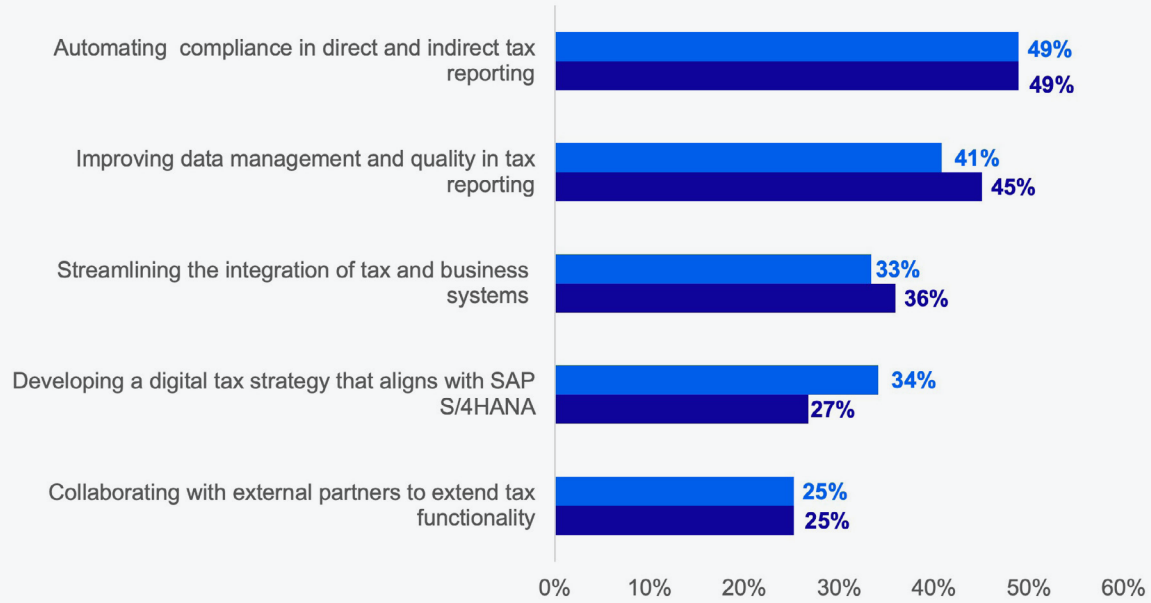 Automating  compliance in direct and indirect tax
reporting
49%
49%
Improving data management and quality in tax
reporting
41%
45%
Streamlining the integration of tax and business
systems
33%
36%
Developing a digital tax strategy that aligns with SAP
S/4HANA
34%
27%
Collaborating with external partners to extend tax
functionality
25%
25%
0% 10% 20% 30% 40% 50% 60%